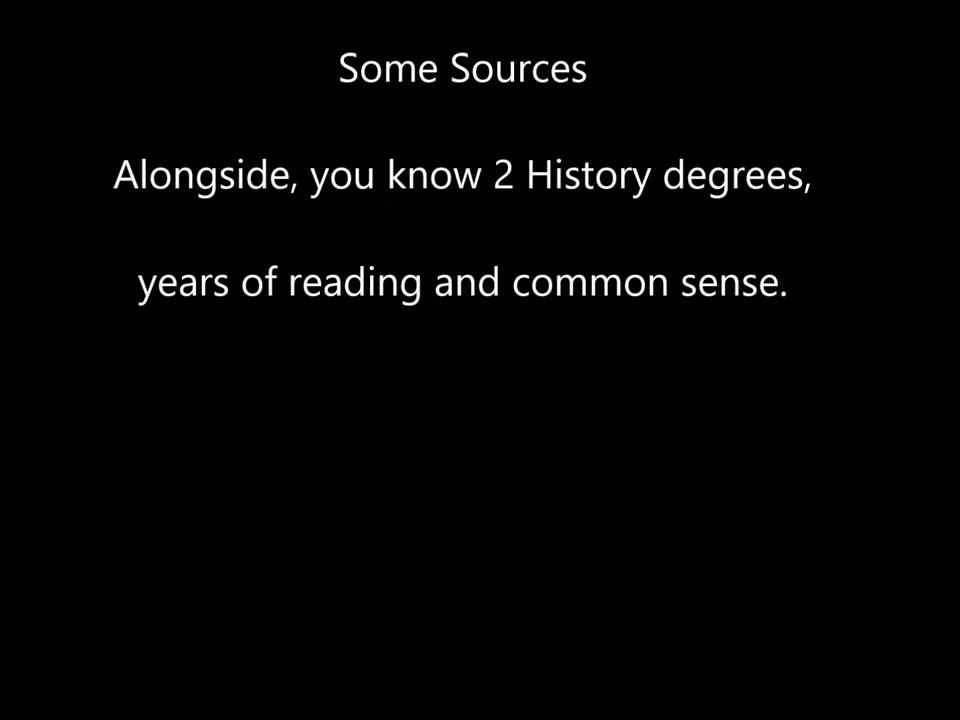 Some Sources
Alongside, you know 2 History degrees,
years of reading and common sense.